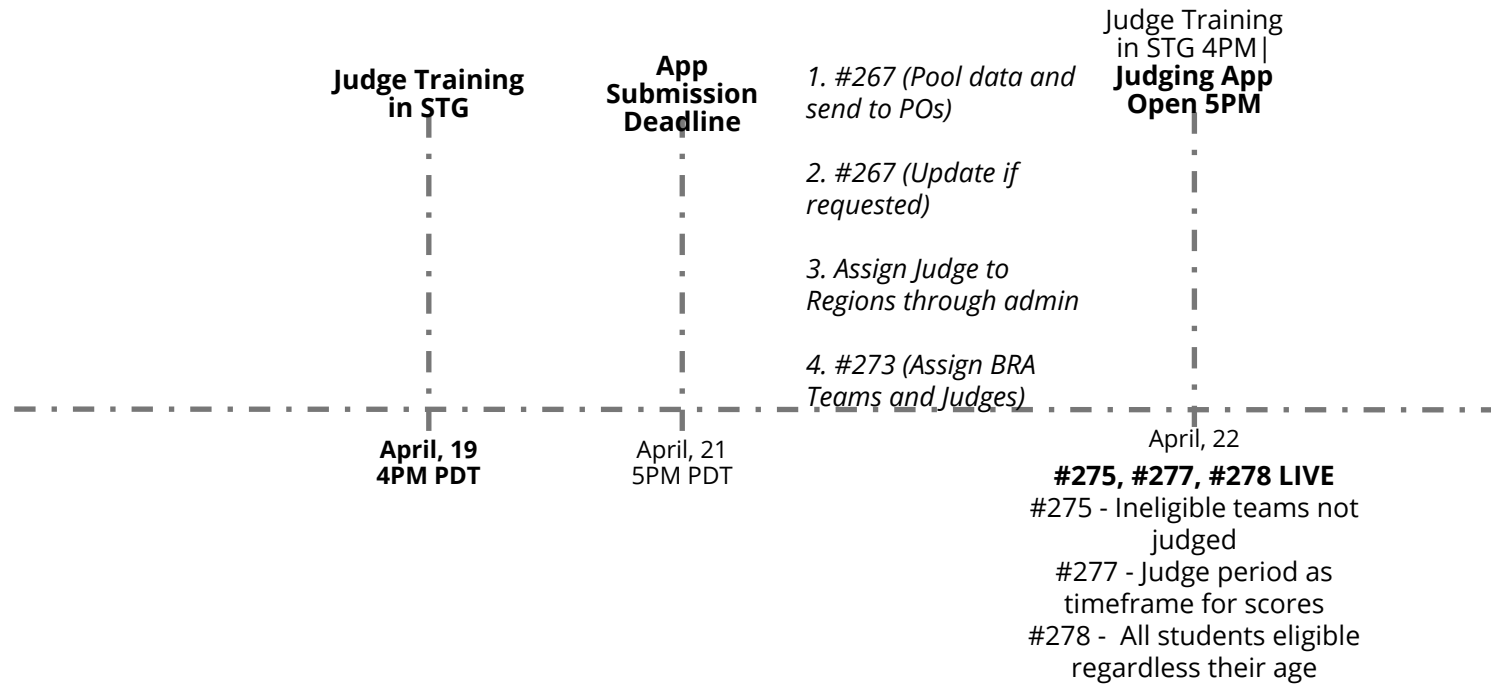 Judge Training
in STG
April, 19
4PM PDT
App
Submission
Deadline
April, 21
5PM PDT
1. #267 (Pool data and
send to POs)
2. #267 (Update if
requested)
3. Assign Judge to
Regions through admin
4. #273 (Assign BRA
Teams and Judges)
Judge Training
in STG 4PM|
Judging App
Open 5PM
April, 22
#275, #277, #278 LIVE
#275 - Ineligible teams not
judged
#277 - Judge period as
timeframe for scores
#278 -  All students eligible
regardless their age